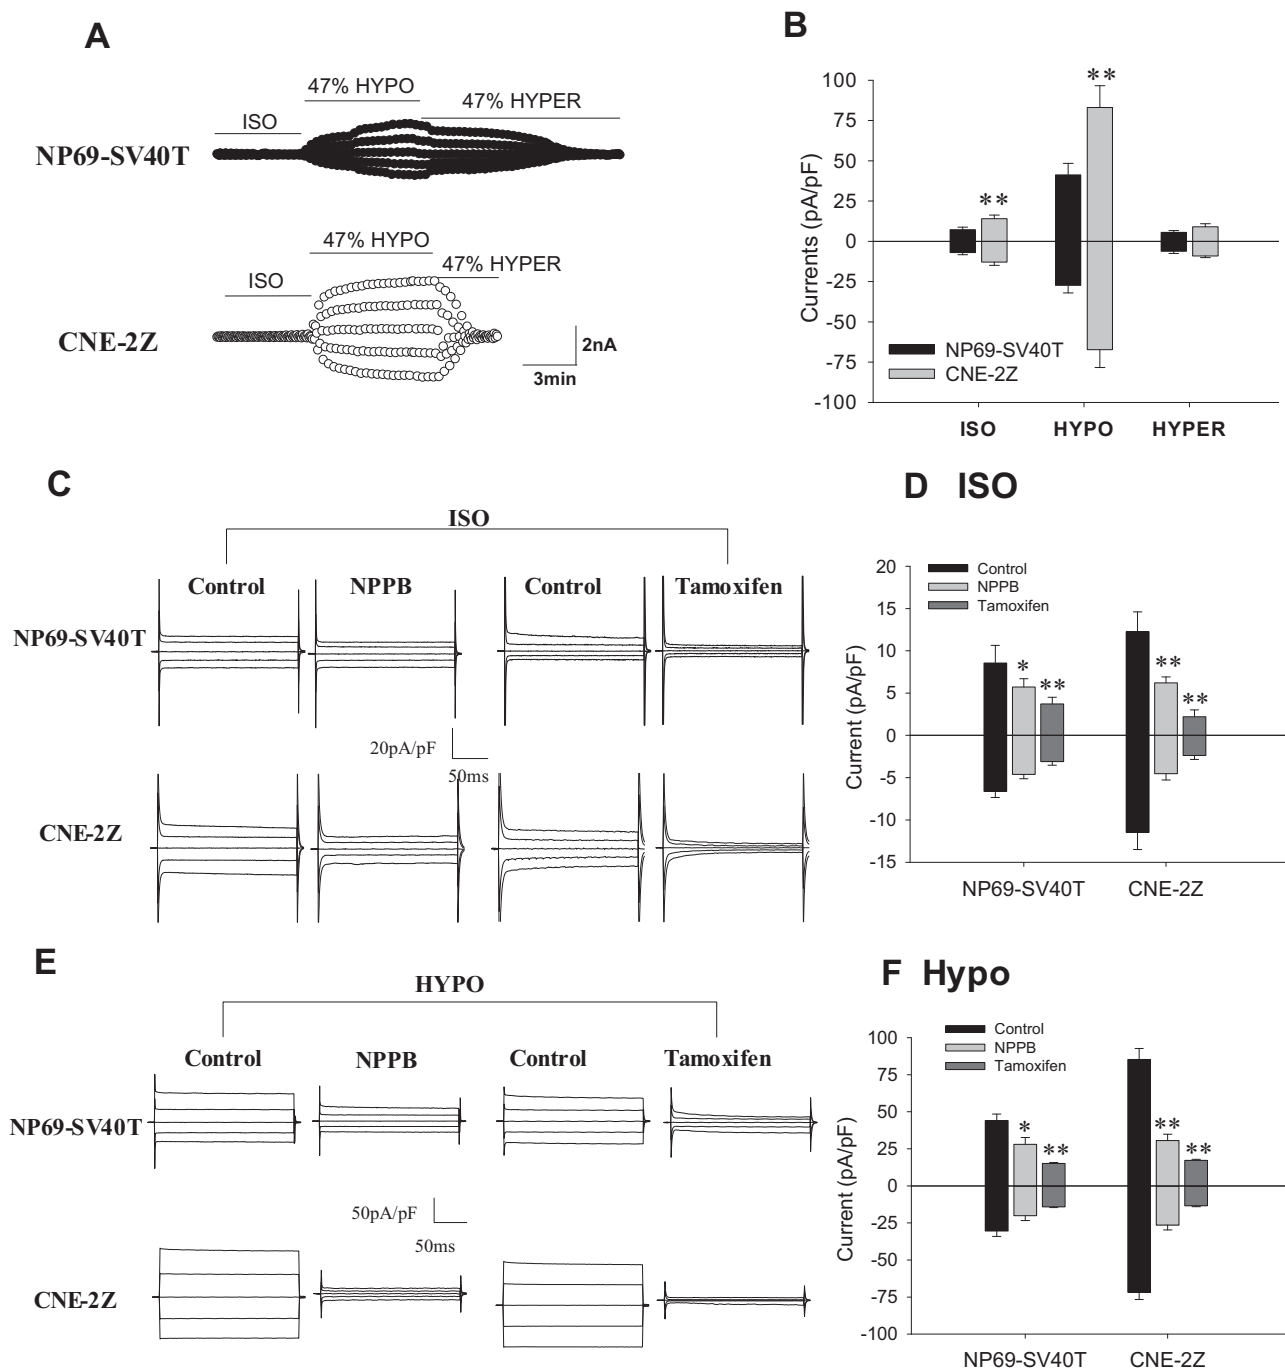 A
47% HYPO
47% HYPER
ISO
NP69-SV40T
47% HYPO
47% HYPER
ISO
CNE-2Z
2nA
3min
B
Currents (pA/pF)
100
75
50
25
0
-25
-50
-75
-100
**
**
NP69-SV40T
CNE-2Z
ISO HYPO HYPER
C
ISO
Control NPPB Control Tamoxifen
NP69-SV40T
20pA/pF
50ms
CNE-2Z
D ISO
Current (pA/pF)
20
15
10
5
0
-5
-10
-15
Control
NPPB
Tamoxifen
* ** ** **
NP69-SV40T CNE-2Z
E
HYPO
Control NPPB Control Tamoxifen
NP69-SV40T
50pA/pF
50ms
CNE-2Z
F Hypo
Current (pA/pF)
100
75
50
25
0
-25
-50
-75
-100
Control
NPPB
Tamoxifen
* ** ** **
NP69-SV40T CNE-2Z